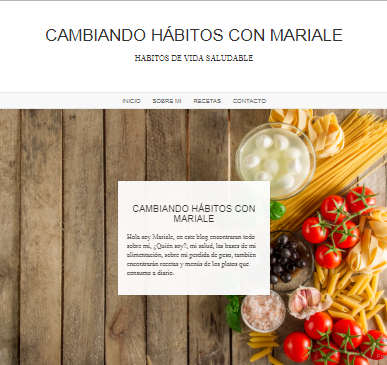 CAMBIANDO HÁBITOS CON MARIALE
HABITOS DE VIDA SALUDABLE
INICIO SOBRE MI RECETAS CONTACTO
CAMBIANDO HÁBITOS CON
MARIALE
Hola soy Mariale, en este blog encontraran todo
sobre mi, ¿Quién soy?, mi salud, las bases de mi
alimentación, sobre mi perdida de peso, también
encontrarán recetas y menús de los platos que
consumo a diario.